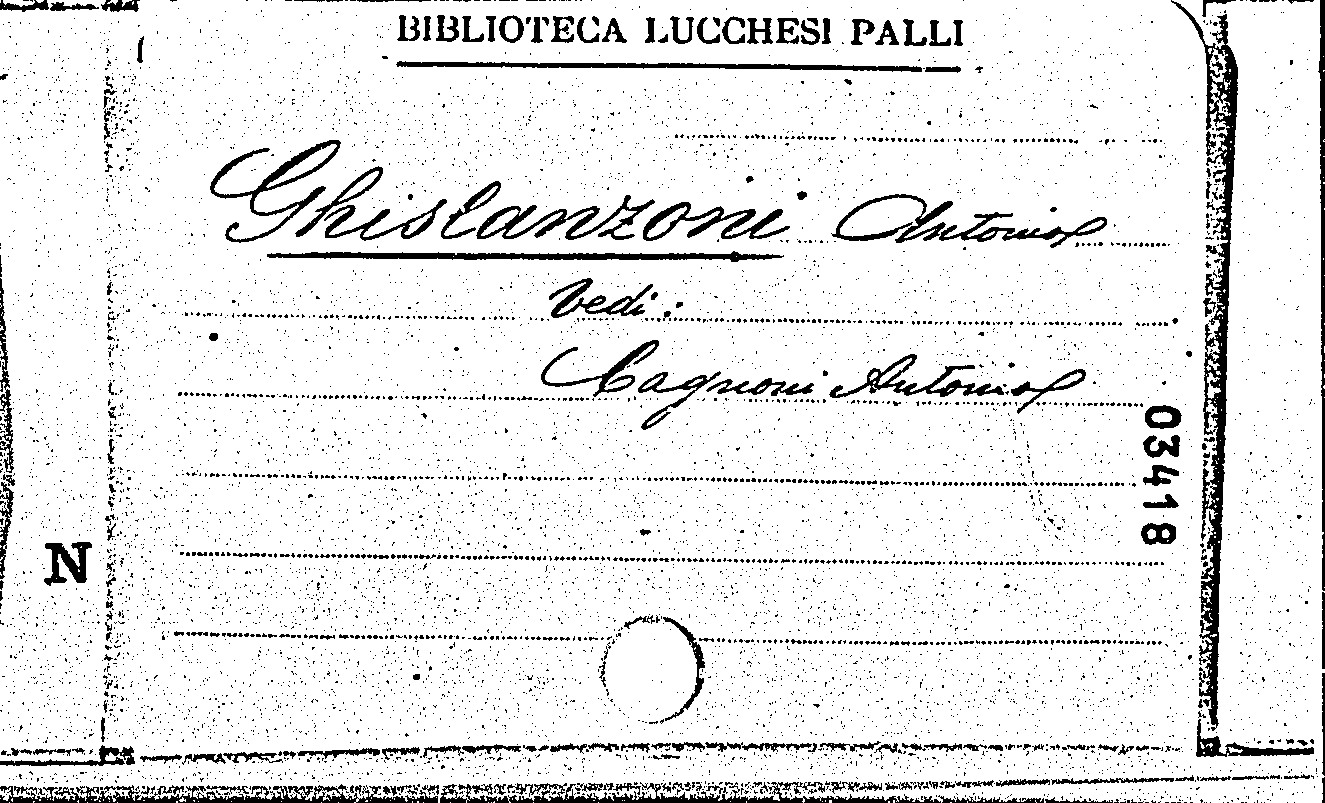 BIBLIOTECA LUCCHESI PALLI
Ghislanzoni Antonio
Vedi:
Cagnoni Antonio
03418
N